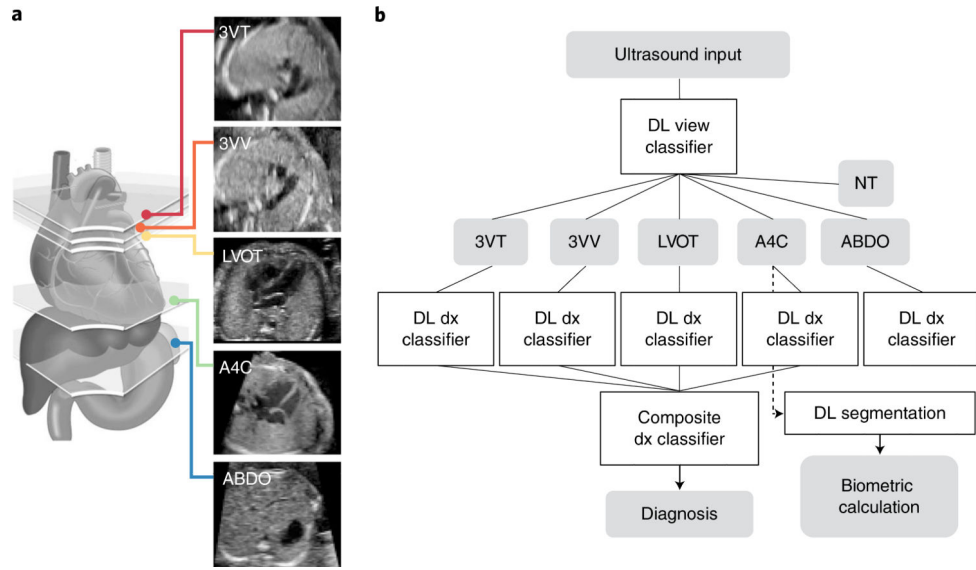 a
3VT
3VV
LVOT
A4C
ABDO
b
Ultrasound input
DL view
classifier
NT
3VT
3VV
LVOT
A4C
ABDO
DL dx
classifier
DL dx
classifier
DL dx
classifier
DL dx
classifier
DL dx
classifier
Composite
dx classifier
DL segmentation
Diagnosis
Biometric
calculation